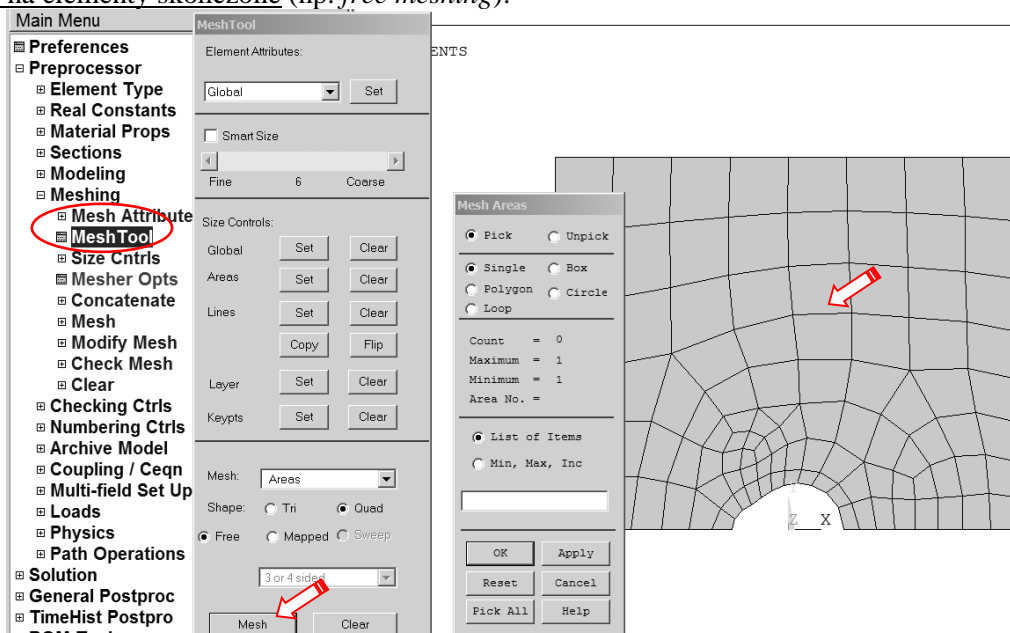 na elementy skończone (np. free meshing).
Main Menu
Preferences
Preprocessor
Element Type
Real Constants
Material Props
Sections
Modeling
Meshing
Mesh Attribute
MeshTool
Size Cntrls
Mesher Opts
Concatenate
Mesh
Modify Mesh
Check Mesh
Clear
Checking Ctrls
Numbering Ctrls
Archive Model
Coupling / Ceqn
Multi-field Set Up
Loads
Physics
Path Operations
Solution
General Postproc
TimeHist Postpro
MeshTool
Element Attributes:
Global Set
Smart Size
Fine 6 Coarse
Size Controls:
Global Set Clear
Areas Set Clear
Lines Set Clear
Copy Flip
Layer Set Clear
Keypts Set Clear
Mesh: Areas
Shape: Tri Quad
Free Mapped Sweep
3 or 4 sided
Mesh Clear
ENTS
Mesh Areas
Pick Unpick
Single Box
Polygon Circle
Loop
Count = 0
Maximum = 1
Minimum = 1
Area No. =
List of Items
Min, Max, Inc
OK Apply
Reset Cancel
Pick All Help
Z X